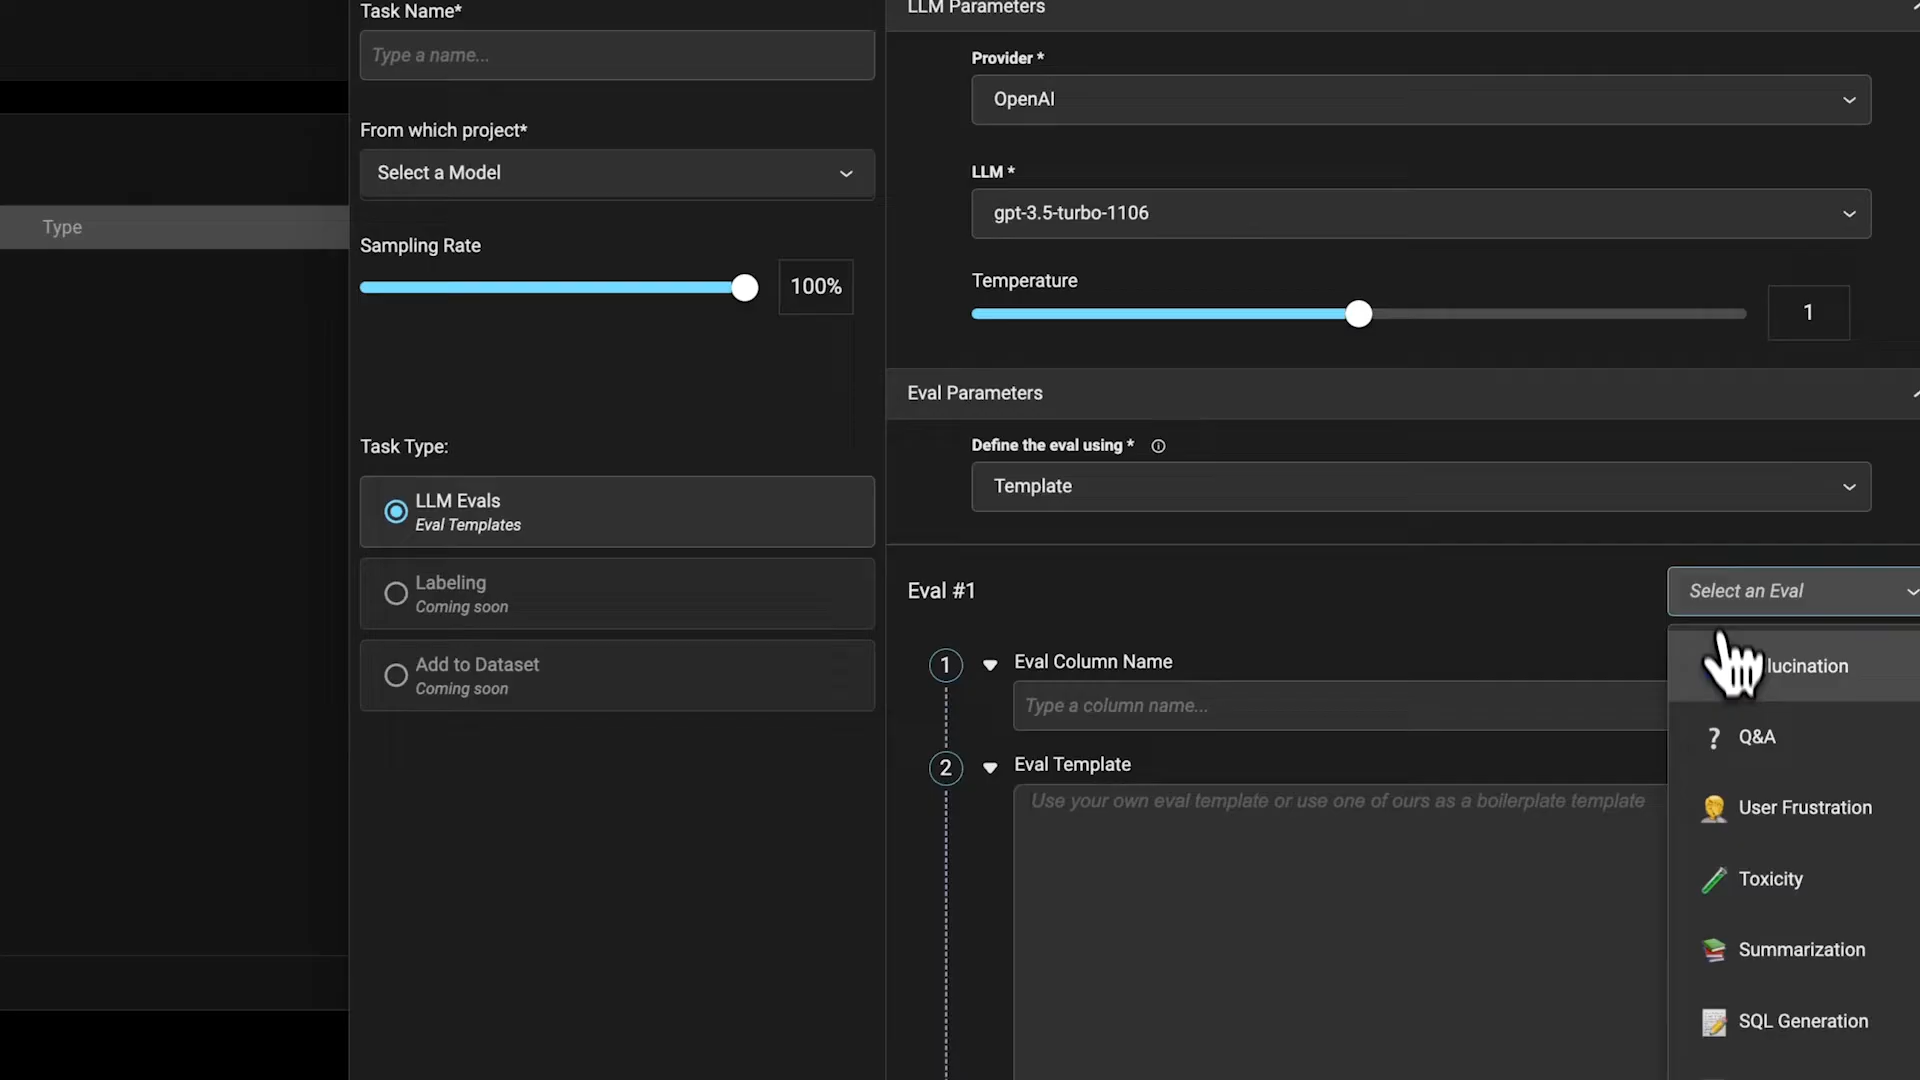 Task Name*
Type a name...
From which project*
Select a Model
Type
Sampling Rate
100%
Task Type:
LLM Evals
Eval Templates
Labeling
Coming soon
Add to Dataset
Coming soon
LLM Parameters
Provider *
OpenAI
LLM *
gpt-3.5-turbo-1106
Temperature
1
Eval Parameters
Define the eval using *
Template
Eval #1
Select an Eval
1
Eval Column Name
Type a column name...
2
Eval Template
Use your own eval template or use one of ours as a boilerplate template
lucination
? Q&A
User Frustration
Toxicity
Summarization
SQL Generation